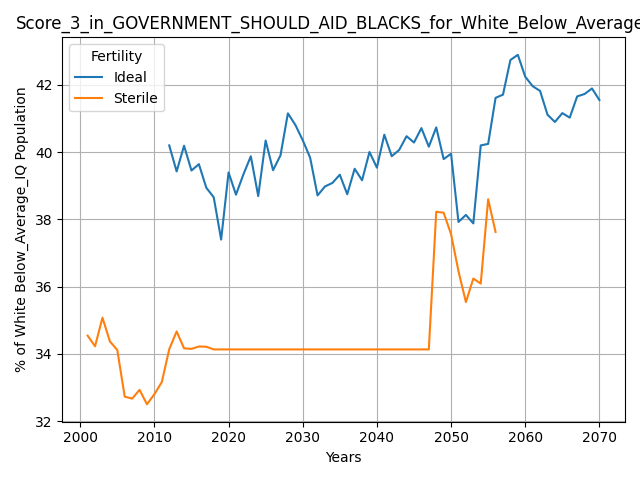 Score_3_in_GOVERNMENT_SHOULD_AID_BLACKS_for_White_Below_Average
Fertility
Ideal
Sterile
% of White Below_Average_IQ Population
42
40
38
36
34
32
2000 2010 2020 2030 2040 2050 2060 2070
Years